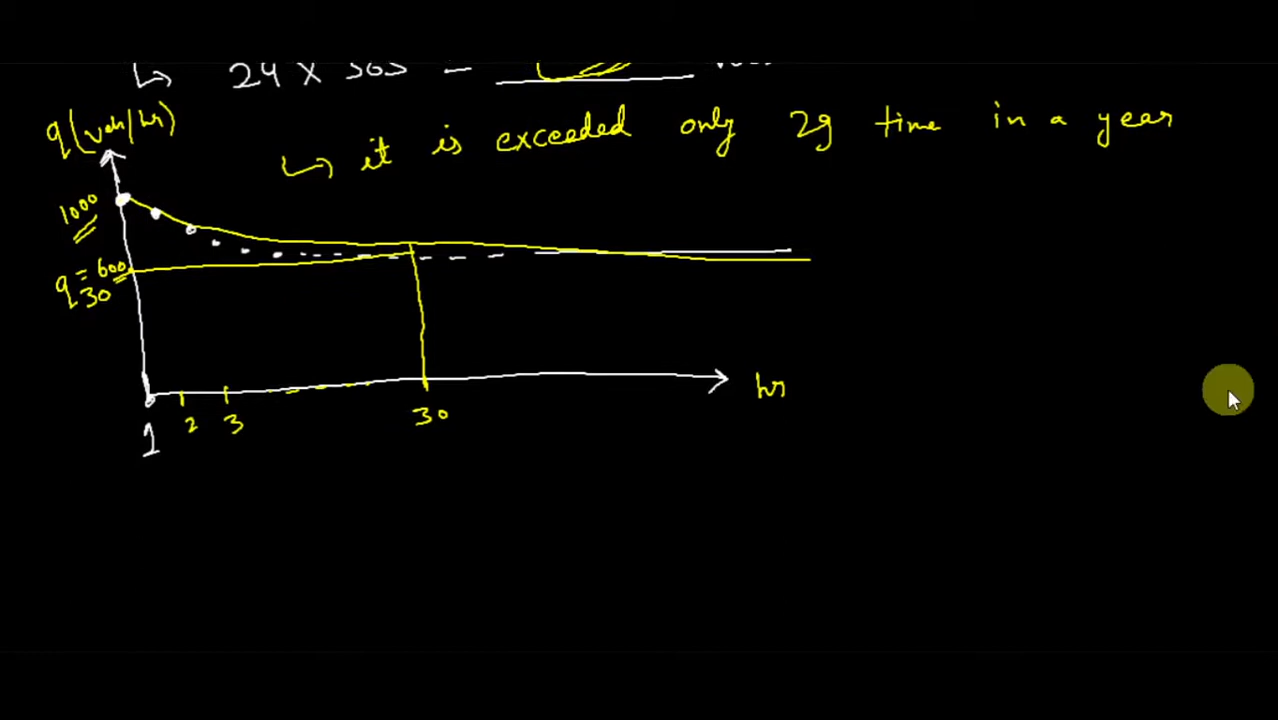 ↳ 24 X 365 =
q(veh/hr)
↳ it is exceeded only 29 time in a year
1000
q = 600
30
hr
1 2 3 30